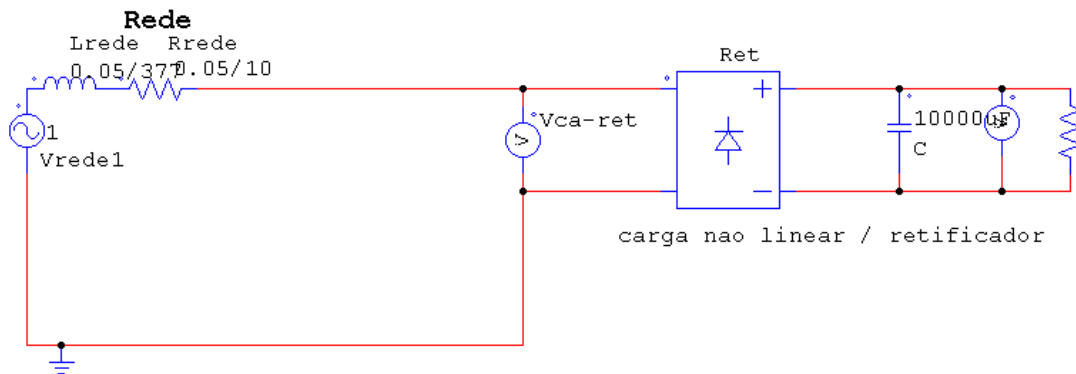 Rede
Lrede Rrede
0.05/377 0.05/10
Ret
1
Vrede1
V
Vca-ret
+
10000uF
C
−
carga nao linear / retificador